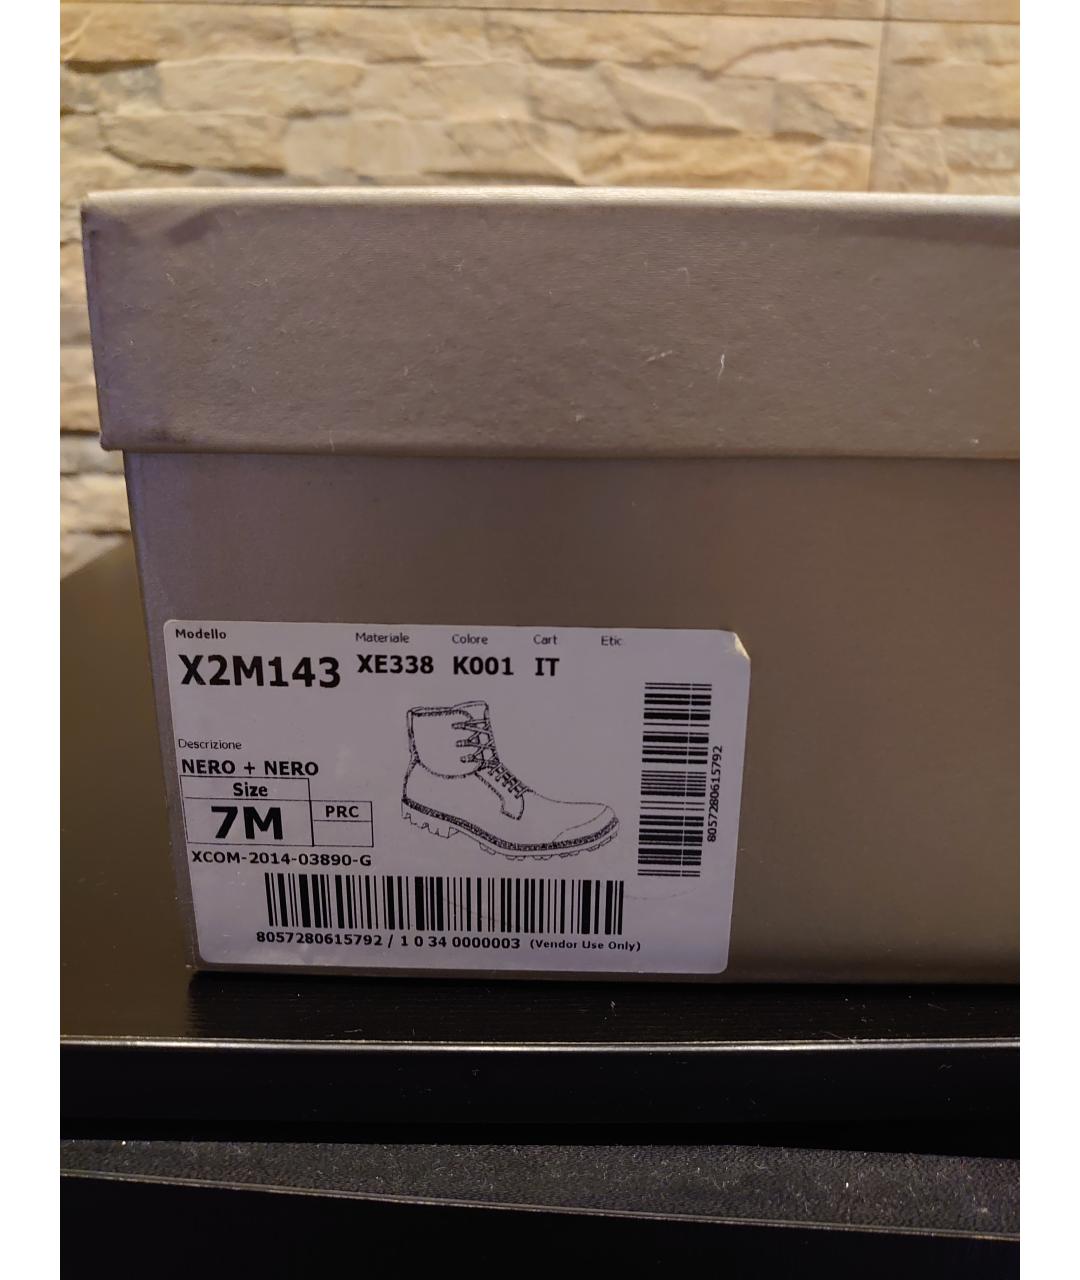 Modello Materiale Colore Cart Etic
X2M143 XE338 K001 IT
Descrizione
NERO + NERO
Size
7M PRC
XCOM-2014-03890-G
8057280615792 / 1 0 34 0000003 (Vendor Use Only)
8057280615792